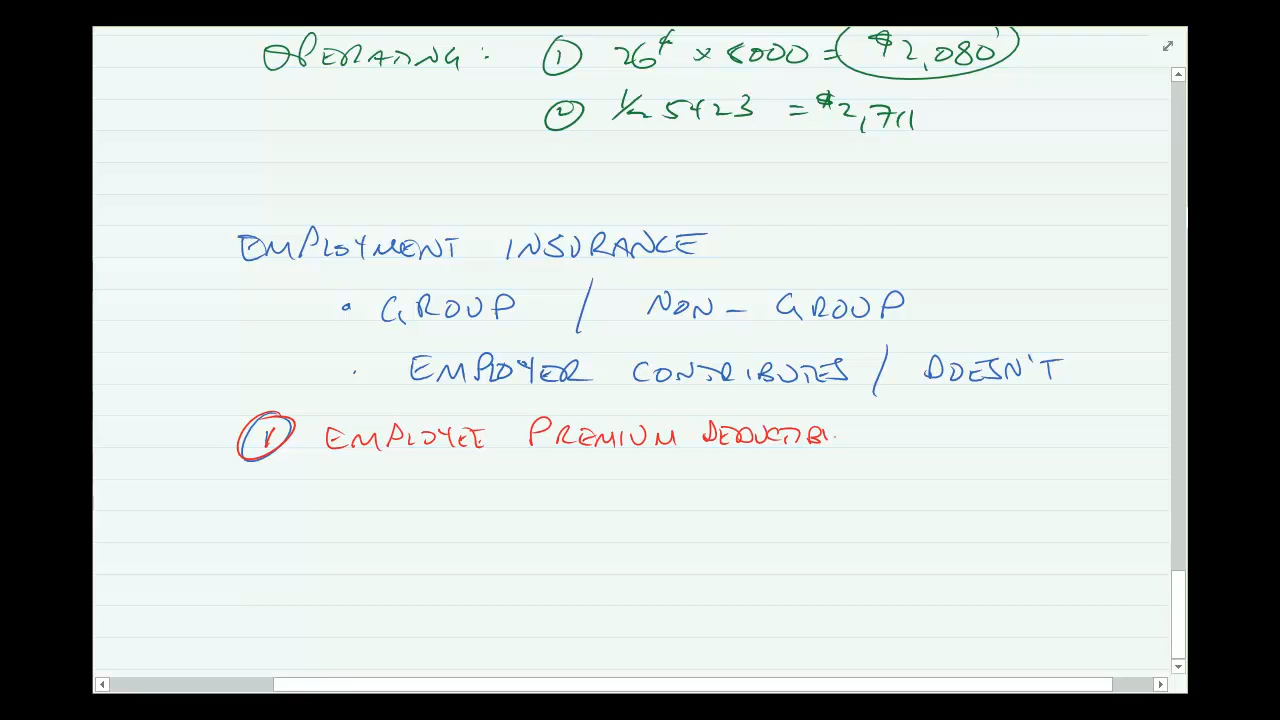 OPERATING: ① 26¢ x 8000 = $2,080
② 1/2 5423 = $2,711
EMPLOYMENT INSURANCE
• GROUP / NON-GROUP
• EMPLOYER CONTRIBUTES / DOESN'T
① EMPLOYEE PREMIUM DEDUCTIBL